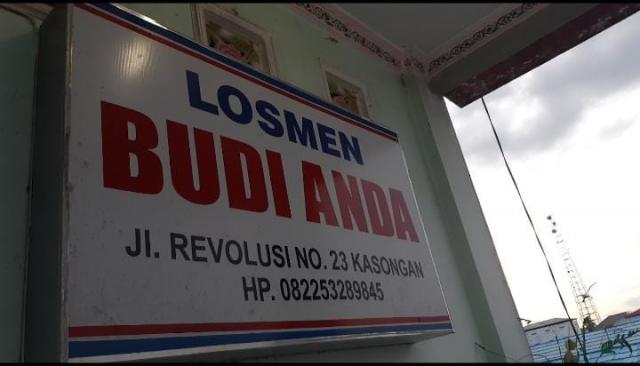 LOSMEN
BUDI ANDA
Jl. REVOLUSI NO. 23 KASONGAN
HP. 082253289845